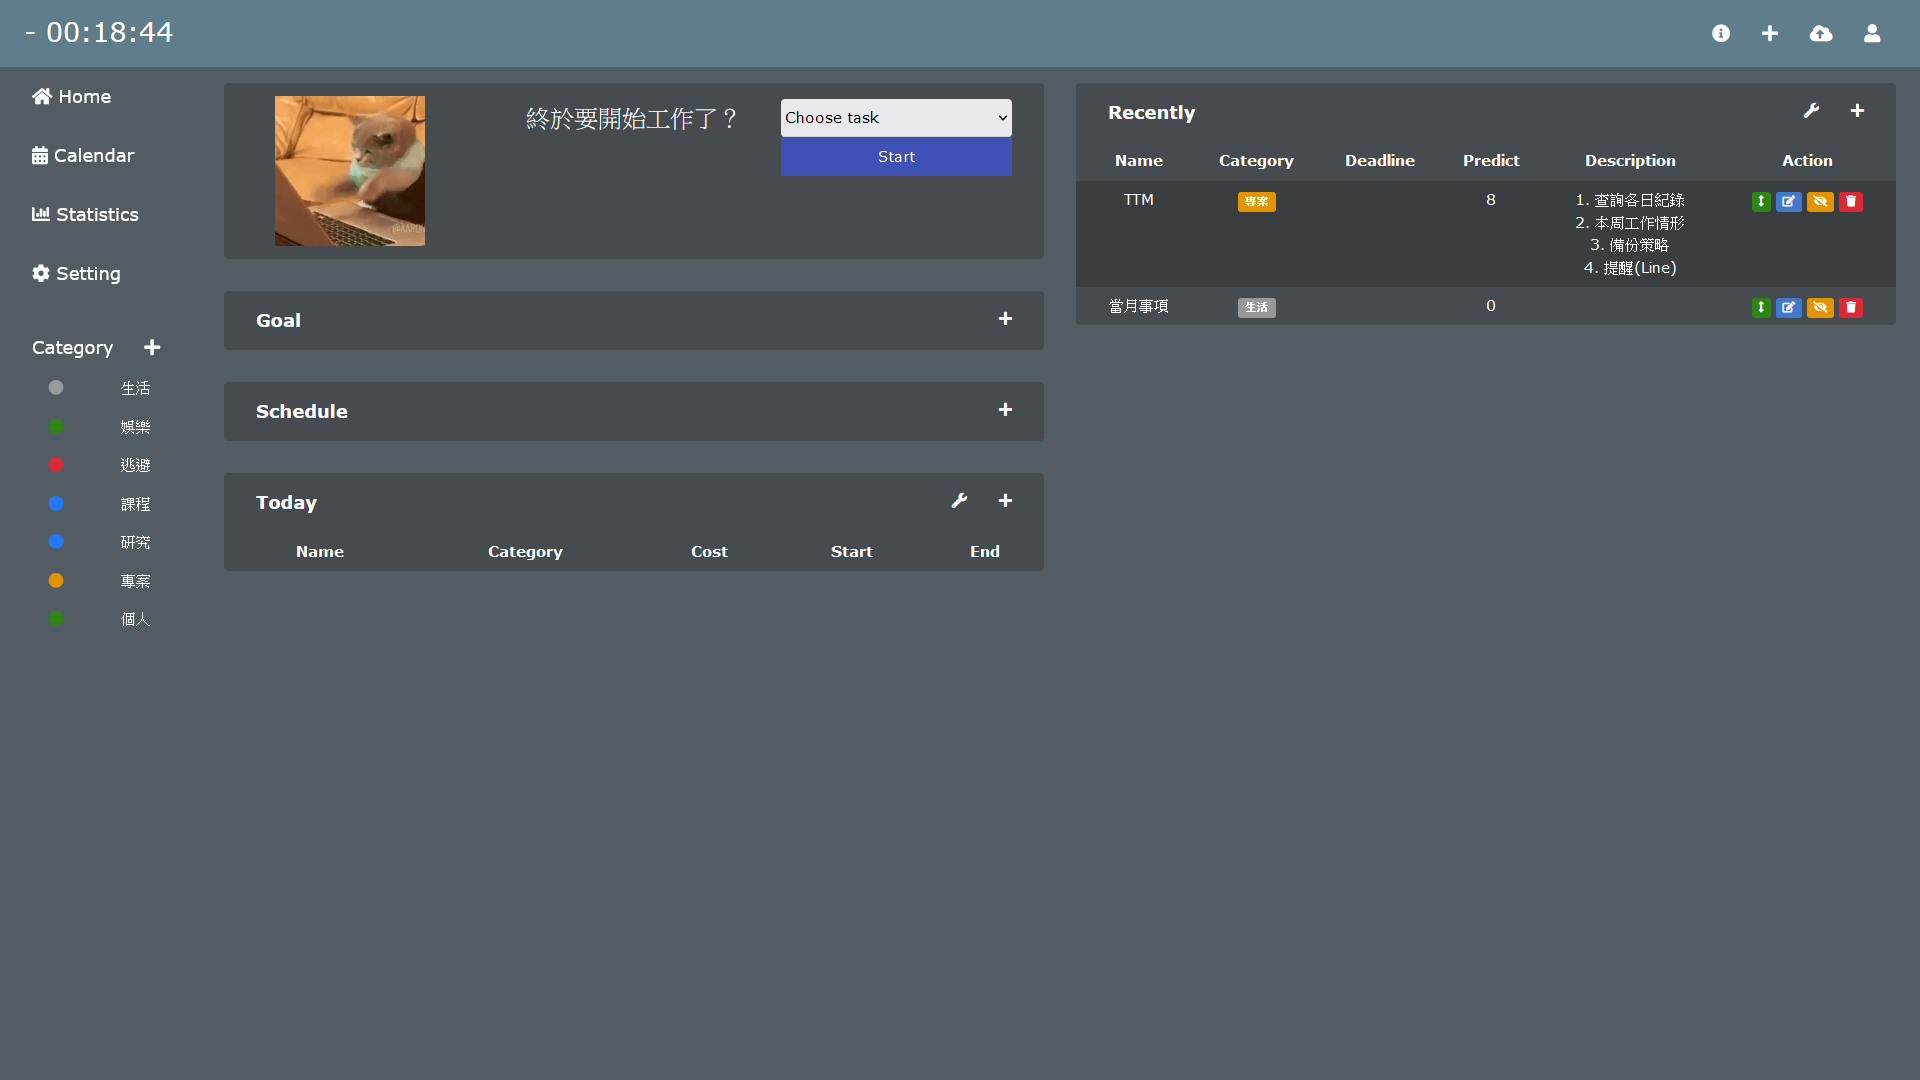 - 00:18:44
Home
Calendar
Statistics
Setting
Category
生活
娛樂
逃避
課程
研究
專案
個人
終於要開始工作了？
Choose task
Start
Goal
Schedule
Today
Name Category Cost Start End
Recently
Name Category Deadline Predict Description Action
TTM 專案 8 1. 查詢各日紀錄
2. 本周工作情形
3. 備份策略
4. 提醒(Line)
當月事項 生活 0